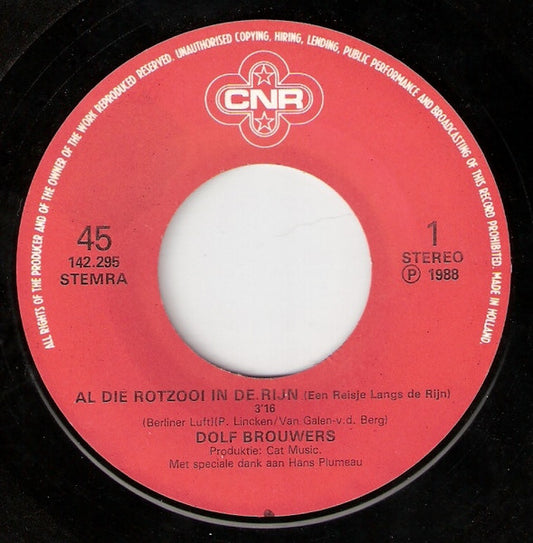 ALL RIGHTS OF THE PRODUCER AND OF THE OWNER OF THE WORK REPRODUCED RESERVED. UNAUTHORISED COPYING, HIRING, LENDING, PUBLIC PERFORMANCE AND BROADCASTING OF THIS RECORD PROHIBITED. MADE IN HOLLAND.
CNR
45
142.295
STEMRA
1
STEREO
Ⓟ 1988
AL DIE ROTZOOI IN DE RIJN (Een Reisje Langs de Rijn)
3'16
(Berliner Luft)(P. Lincken/Van Galen-v.d. Berg)
DOLF BROUWERS
Produktie: Cat Music.
Met speciale dank aan Hans Plumeau